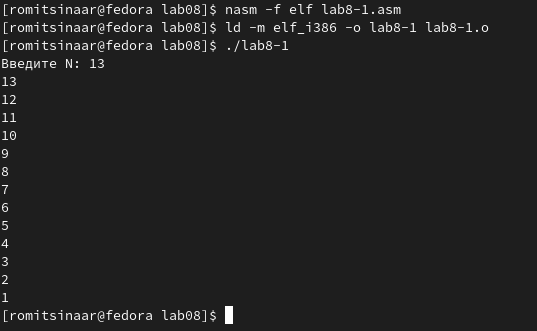 [romitsinaar@fedora lab08]$ nasm -f elf lab8-1.asm
[romitsinaar@fedora lab08]$ ld -m elf_i386 -o lab8-1 lab8-1.o
[romitsinaar@fedora lab08]$ ./lab8-1
Введите N: 13
13
12
11
10
9
8
7
6
5
4
3
2
1
[romitsinaar@fedora lab08]$